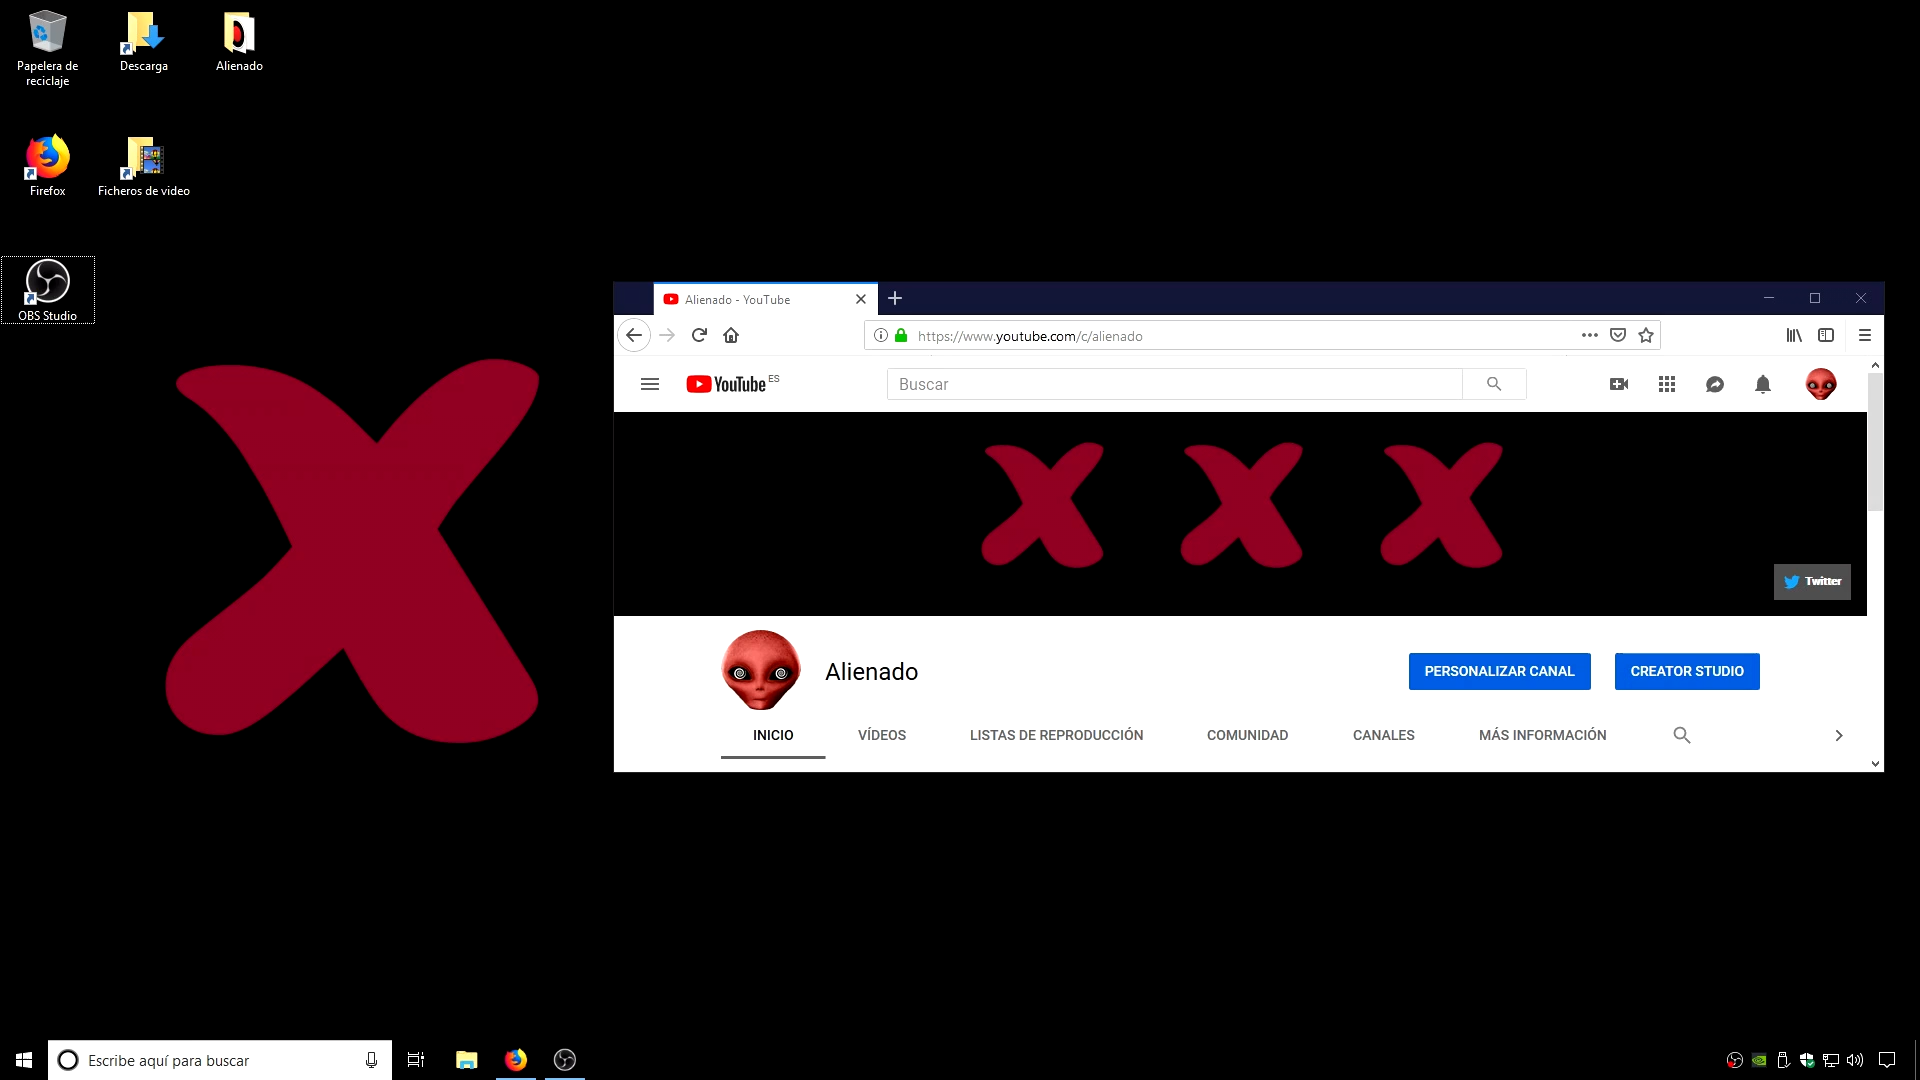 Papelera de
reciclaje
Descarga
Alienado
Firefox
Ficheros de video
OBS Studio
Alienado - YouTube
https://www.youtube.com/c/alienado
YouTube ES
Buscar
X X X
Twitter
Alienado
PERSONALIZAR CANAL
CREATOR STUDIO
INICIO
VÍDEOS
LISTAS DE REPRODUCCIÓN
COMUNIDAD
CANALES
MÁS INFORMACIÓN
X
Escribe aquí para buscar